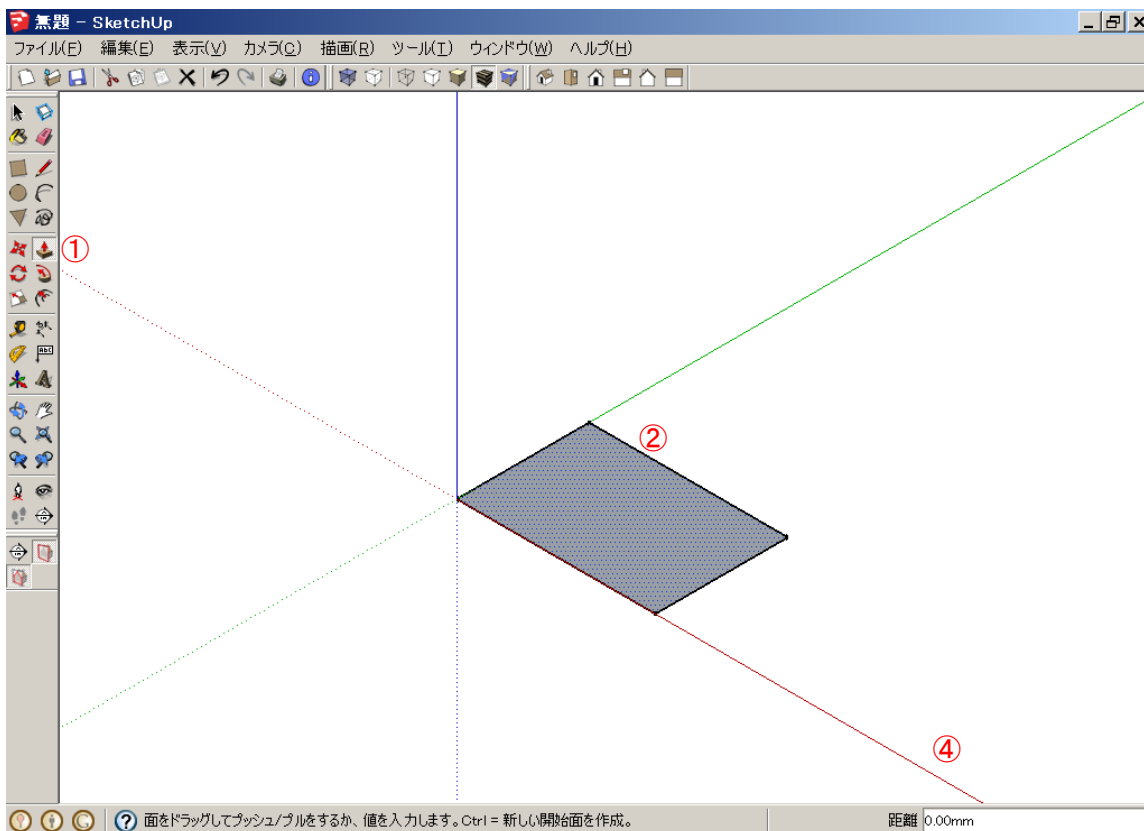 無題 - SketchUp
ファイル(F) 編集(E) 表示(V) カメラ(C) 描画(R) ツール(T) ウィンドウ(W) ヘルプ(H)
①
②
④
面をドラッグしてプッシュ/プルをするか、値を入力します。Ctrl = 新しい開始面を作成。
距離 0.00mm